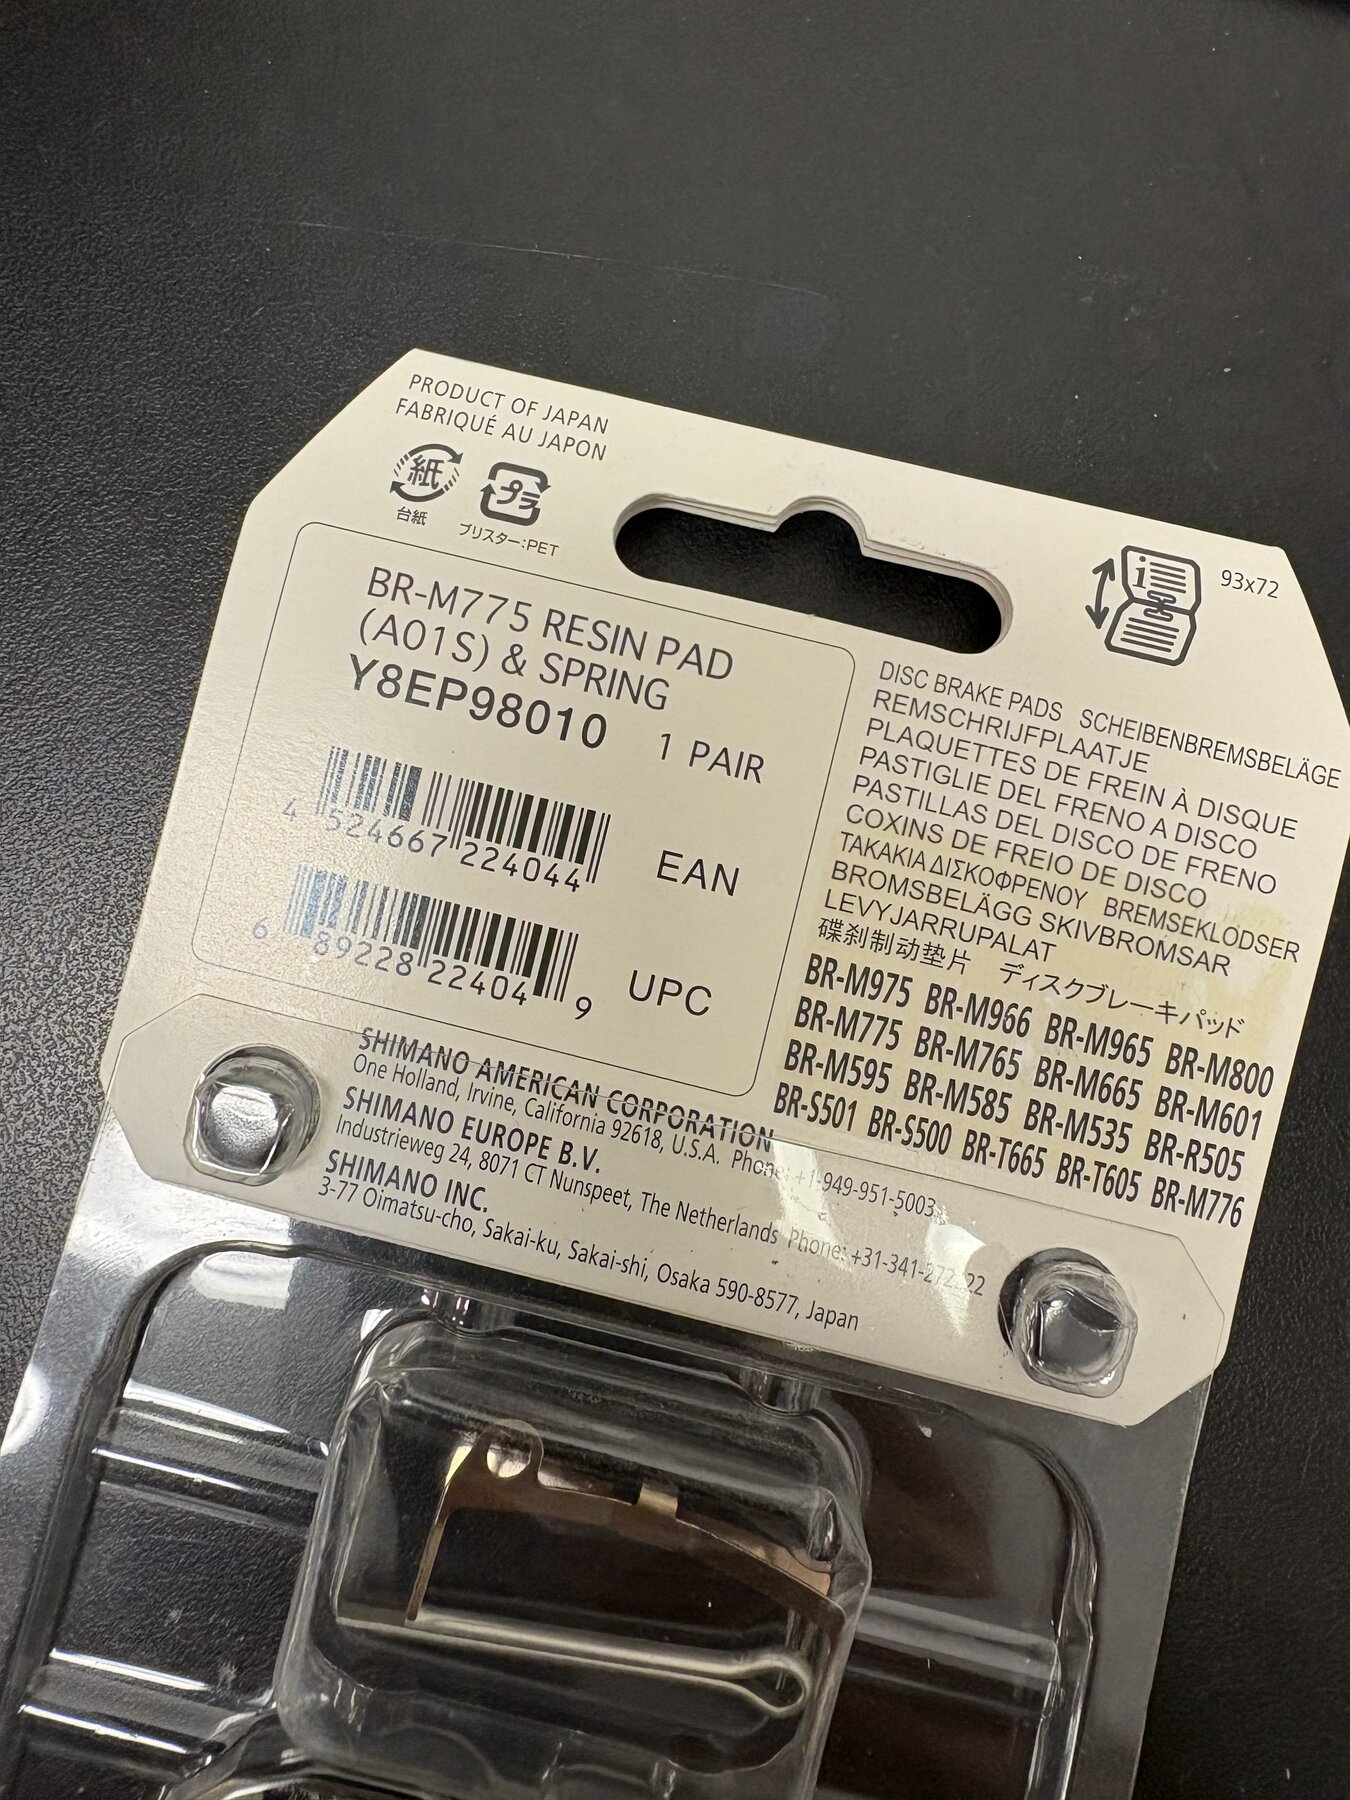 PRODUCT OF JAPAN
FABRIQUÉ AU JAPON
紙
台紙
プラ
ブリスター:PET
93x72
BR-M775 RESIN PAD
(A01S) & SPRING
Y8EP98010 1 PAIR
4 524667 224044
EAN
6 89228 22404 9
UPC
DISC BRAKE PADS SCHEIBENBREMSBELÄGE
REMSCHRIJFPLAATJE
PLAQUETTES DE FREIN À DISQUE
PASTIGLIE DEL FRENO A DISCO
PASTILLAS DEL DISCO DE FRENO
COXINS DE FREIO DE DISCO
ΤΑΚΑΚΙΑ ΔΙΣΚΟΦΡΕΝΟΥ BREMSEKLODSER
BROMSBELÄGG SKIVBROMSAR
LEVYJARRUPALAT
碟刹制动垫片 ディスクブレーキパッド
BR-M975 BR-M966 BR-M965 BR-M800
BR-M775 BR-M765 BR-M665 BR-M601
BR-M595 BR-M585 BR-M535 BR-R505
BR-S501 BR-S500 BR-T665 BR-T605 BR-M776
SHIMANO AMERICAN CORPORATION
One Holland, Irvine, California 92618, U.S.A. Phone: +1-949-951-5003
SHIMANO EUROPE B.V.
Industrieweg 24, 8071 CT Nunspeet, The Netherlands Phone:
SHIMANO INC.
3-77 Oimatsu-cho, Sakai-ku, Sakai-shi, Osaka 590-8577, Japan